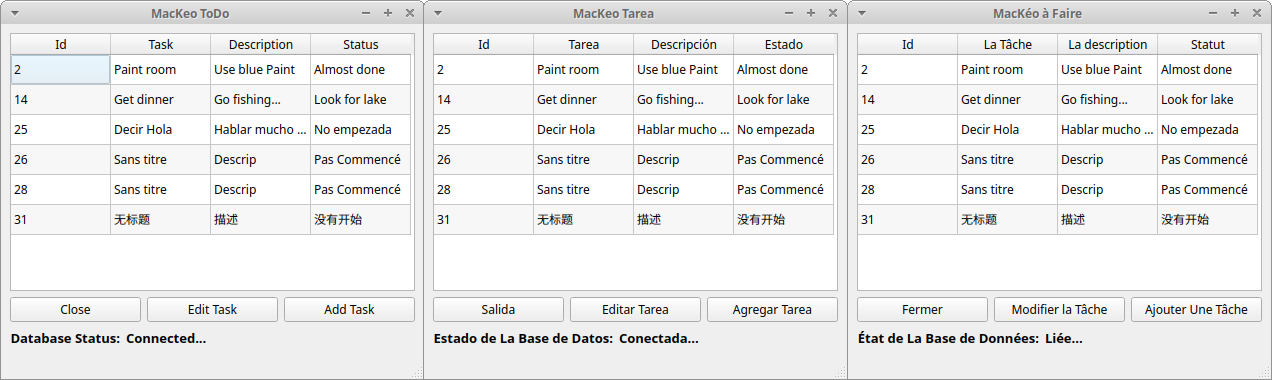 MacKeo ToDo
Id Task Description Status
2 Paint room Use blue Paint Almost done
14 Get dinner Go fishing... Look for lake
25 Decir Hola Hablar mucho ... No empezada
26 Sans titre Descrip Pas Commencé
28 Sans titre Descrip Pas Commencé
31 无标题 描述 没有开始
Close Edit Task Add Task
Database Status: Connected...
MacKeo Tarea
Id Tarea Descripción Estado
2 Paint room Use blue Paint Almost done
14 Get dinner Go fishing... Look for lake
25 Decir Hola Hablar mucho ... No empezada
26 Sans titre Descrip Pas Commencé
28 Sans titre Descrip Pas Commencé
31 无标题 描述 没有开始
Salida Editar Tarea Agregar Tarea
Estado de La Base de Datos: Conectada...
MacKéo à Faire
Id La Tâche La description Statut
2 Paint room Use blue Paint Almost done
14 Get dinner Go fishing... Look for lake
25 Decir Hola Hablar mucho ... No empezada
26 Sans titre Descrip Pas Commencé
28 Sans titre Descrip Pas Commencé
31 无标题 描述 没有开始
Fermer Modifier la Tâche Ajouter Une Tâche
État de La Base de Données: Liée...